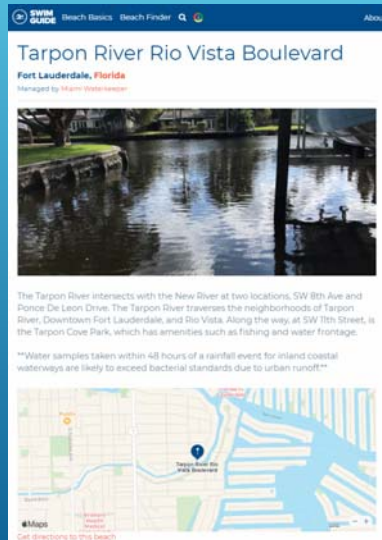 SWIM GUIDE Beach Basics Beach Finder About
Tarpon River Rio Vista Boulevard
Fort Lauderdale, Florida
Managed by Miami Waterkeeper
The Tarpon River intersects with the New River at two locations, SW 8th Ave and
Ponce De Leon Drive. The Tarpon River traverses the neighborhoods of Tarpon
River, Downtown Fort Lauderdale, and Rio Vista. Along the way, at SW 11th Street, is
the Tarpon Cove Park, which has amenities such as fishing and water frontage.
**Water samples taken within 48 hours of a rainfall event for inland coastal
waterways are likely to exceed bacterial standards due to urban runoff.**
Tarpon River Rio
Vista Boulevard
Maps
Get directions to this beach